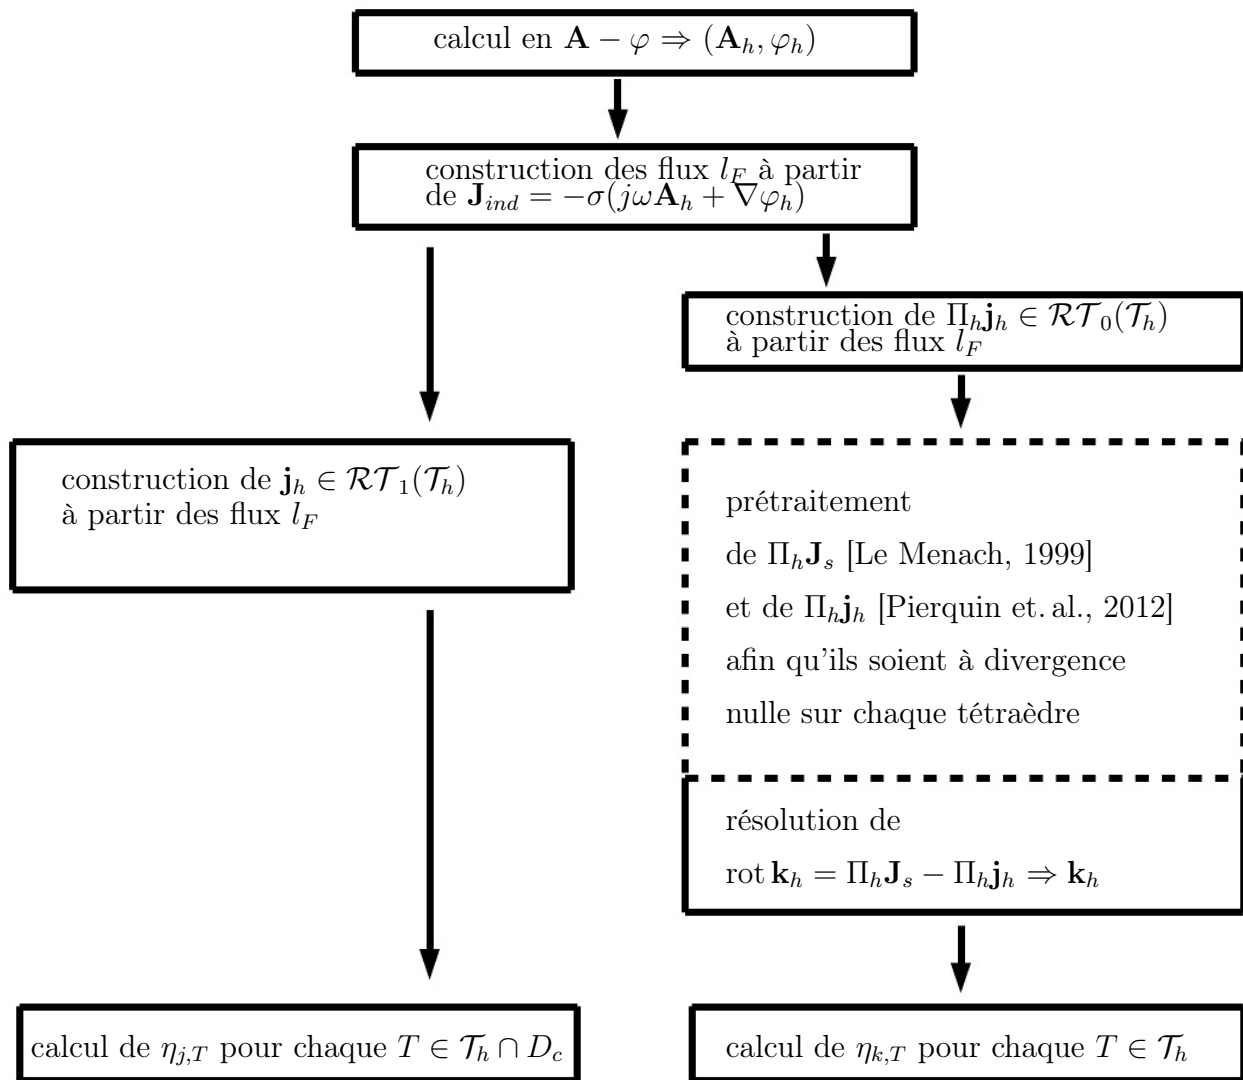 calcul en A − φ ⇒ (A_h, φ_h)
construction des flux l_F à partir
de J_ind = −σ(jωA_h + ∇φ_h)
construction de Π_h j_h ∈ 𝓡𝓣_0(𝓣_h)
à partir des flux l_F
construction de j_h ∈ 𝓡𝓣_1(𝓣_h)
à partir des flux l_F
prétraitement
de Π_h J_s [Le Menach, 1999]
et de Π_h j_h [Pierquin et. al., 2012]
afin qu'ils soient à divergence
nulle sur chaque tétraèdre
résolution de
rot k_h = Π_h J_s − Π_h j_h ⇒ k_h
calcul de η_{j,T} pour chaque T ∈ 𝓣_h ∩ D_c
calcul de η_{k,T} pour chaque T ∈ 𝓣_h